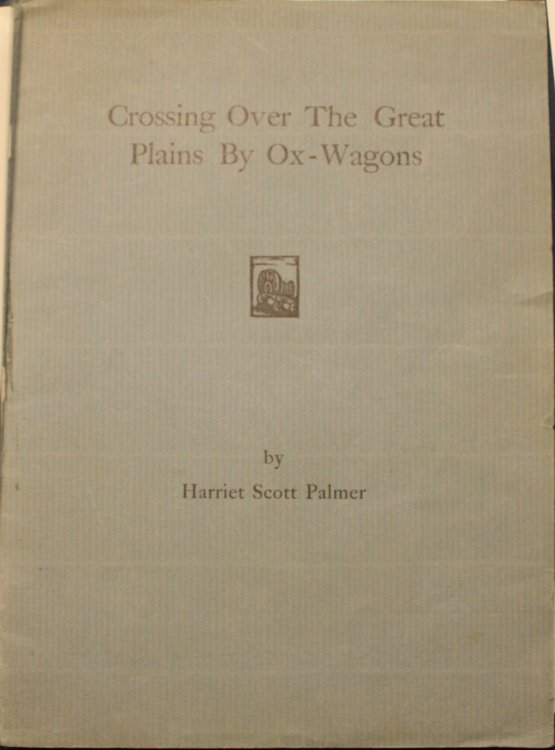 Crossing Over The Great
Plains By Ox-Wagons
by
Harriet Scott Palmer